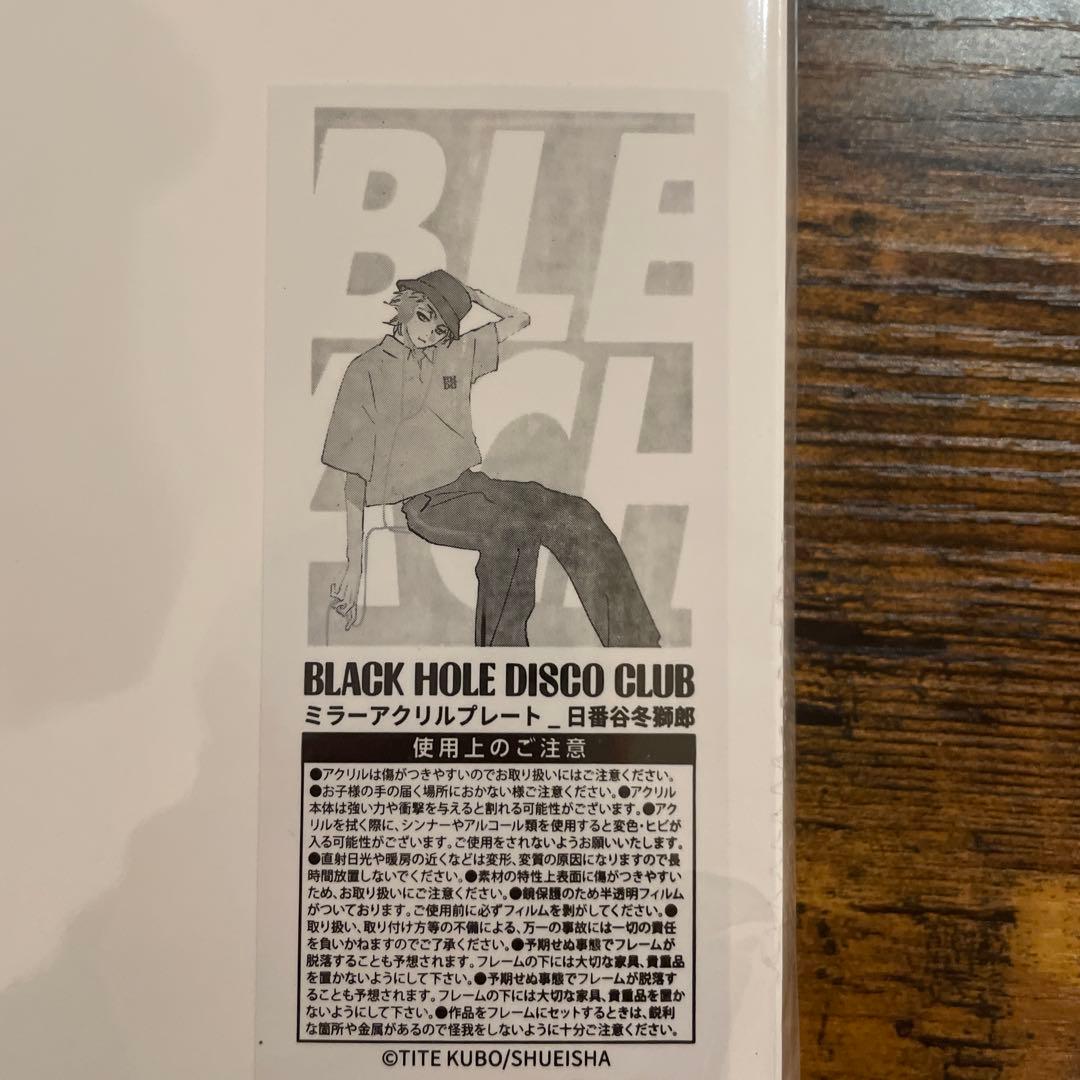 BLE
ACH
BLACK HOLE DISCO CLUB
ミラーアクリルプレート_日番谷冬獅郎
使用上のご注意
●アクリルは傷がつきやすいのでお取り扱いにはご注意ください。
●お子様の手の届く場所におかない様ご注意ください。●アクリル
本体は強い力や衝撃を与えると割れる可能性がございます。●アク
リルを拭く際に、シンナーやアルコール類を使用すると変色・ヒビが
入る可能性がございます。ご使用をされないようお願いいたします。
●直射日光や暖房の近くなどは変形、変質の原因になりますので長
時間放置しないでください。●素材の特性上表面に傷がつきやすい
ため、お取り扱いにご注意ください。●鏡保護のため半透明フィルム
がついております。ご使用前に必ずフィルムを剥がしてください。●
取り扱い、取り付け方等の不備による、万一の事故には一切の責任
を負いかねますのでご了承ください。●予期せぬ事態でフレームが
脱落することも予想されます。フレームの下には大切な家具、貴重品
を置かないようにして下さい。●予期せぬ事態でフレームが脱落す
ることも予想されます。フレームの下には大切な家具、貴重品を置か
ないようにして下さい。●作品をフレームにセットするときは、鋭利
な箇所や金属があるので怪我をしないように十分ご注意ください。
©TITE KUBO/SHUEISHA